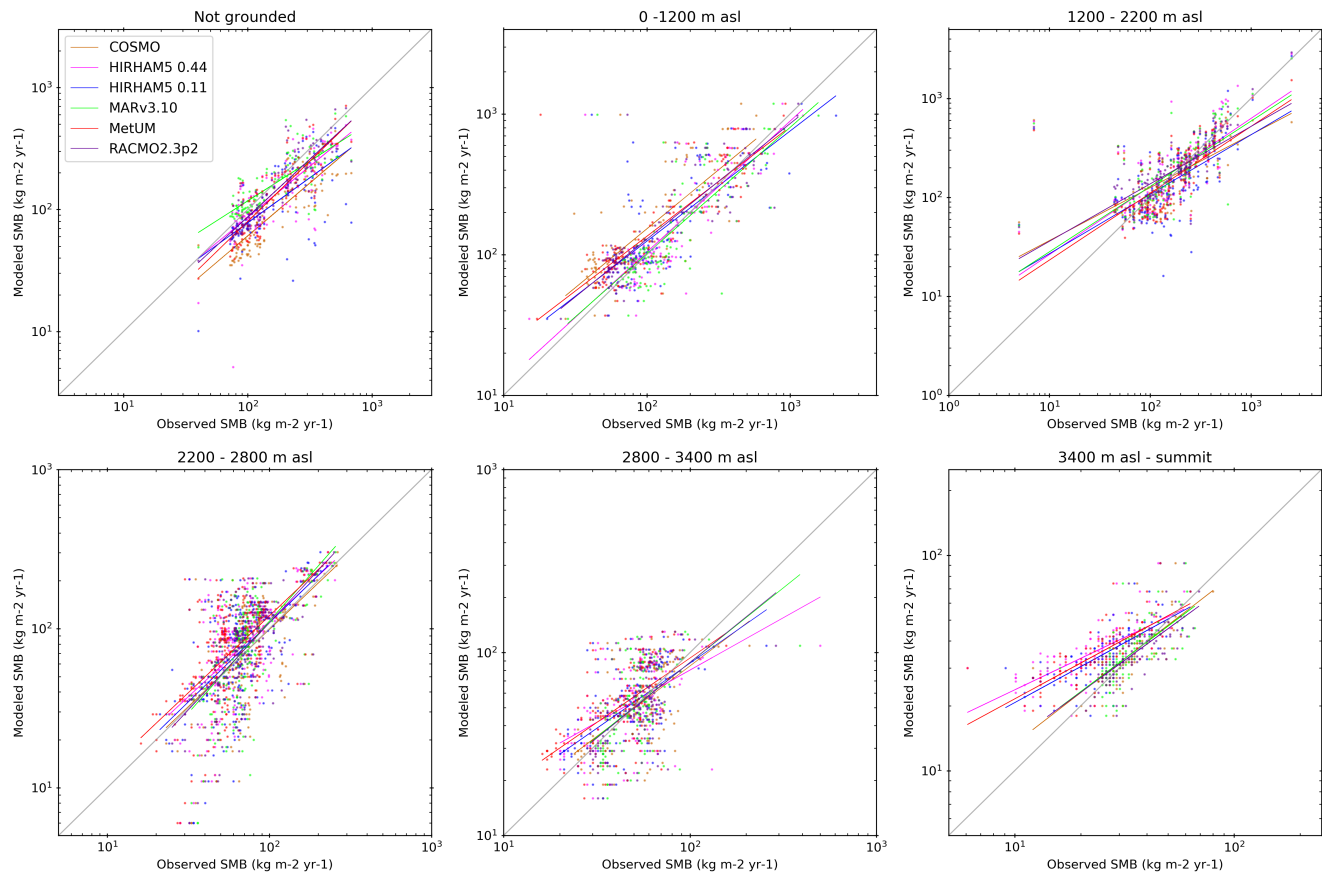 Not grounded
COSMO
HIRHAM5 0.44
HIRHAM5 0.11
MARv3.10
MetUM
RACMO2.3p2
10³
10²
10¹
10¹ 10² 10³
Modeled SMB (kg m-2 yr-1)
Observed SMB (kg m-2 yr-1)
0 -1200 m asl
10³
10²
10¹
10¹ 10² 10³
Modeled SMB (kg m-2 yr-1)
Observed SMB (kg m-2 yr-1)
1200 - 2200 m asl
10³
10²
10¹
10⁰
10⁰ 10¹ 10² 10³
Modeled SMB (kg m-2 yr-1)
Observed SMB (kg m-2 yr-1)
2200 - 2800 m asl
10³
10²
10¹
10¹ 10² 10³
Modeled SMB (kg m-2 yr-1)
Observed SMB (kg m-2 yr-1)
2800 - 3400 m asl
10³
10²
10¹
10¹ 10² 10³
Modeled SMB (kg m-2 yr-1)
Observed SMB (kg m-2 yr-1)
3400 m asl - summit
10²
10¹
10¹ 10²
Modeled SMB (kg m-2 yr-1)
Observed SMB (kg m-2 yr-1)